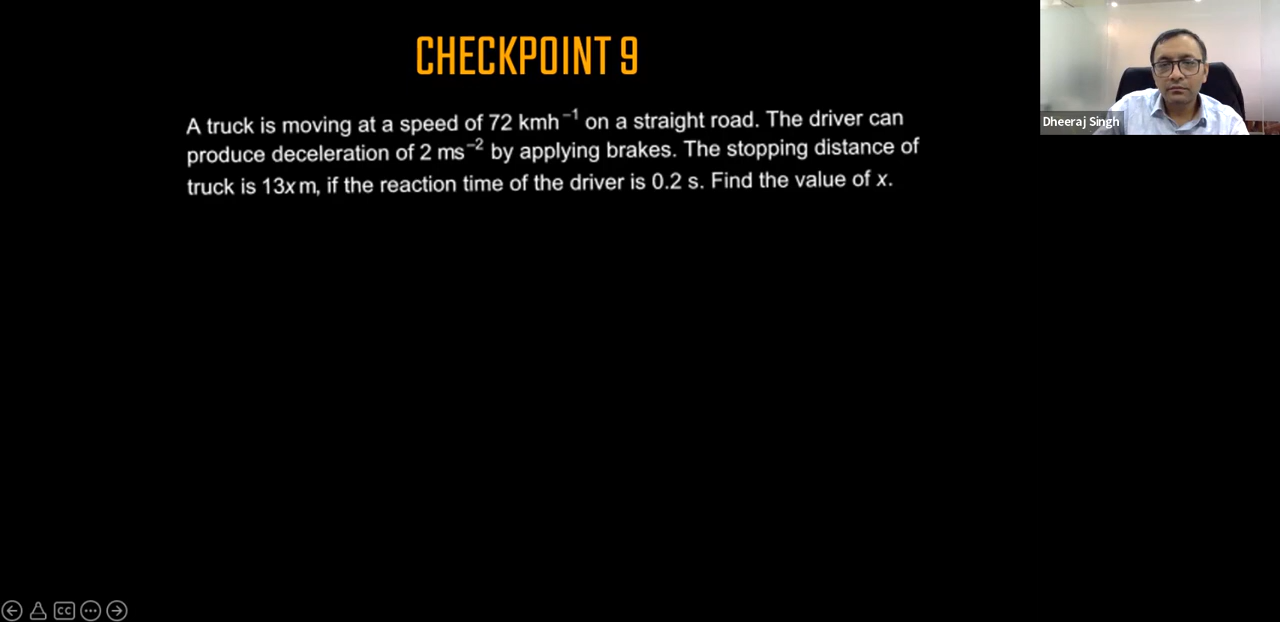 CHECKPOINT 9
A truck is moving at a speed of 72 kmh⁻¹ on a straight road. The driver can
produce deceleration of 2 ms⁻² by applying brakes. The stopping distance of
truck is 13x m, if the reaction time of the driver is 0.2 s. Find the value of x.
Dheeraj Singh
CC